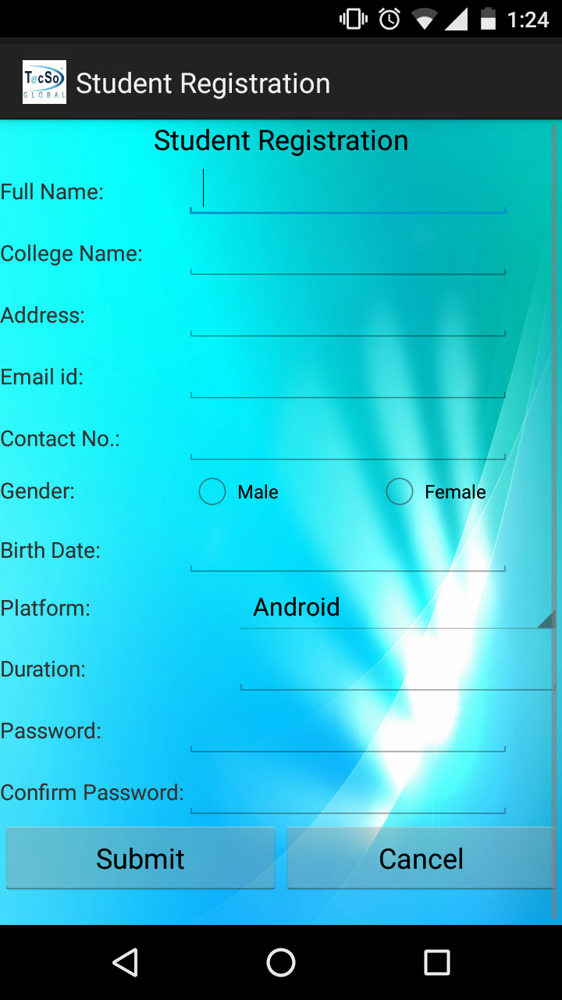 1:24
TecSo
GLOBAL
Student Registration
Student Registration
Full Name:
College Name:
Address:
Email id:
Contact No.:
Gender: Male Female
Birth Date:
Platform: Android
Duration:
Password:
Confirm Password:
Submit Cancel